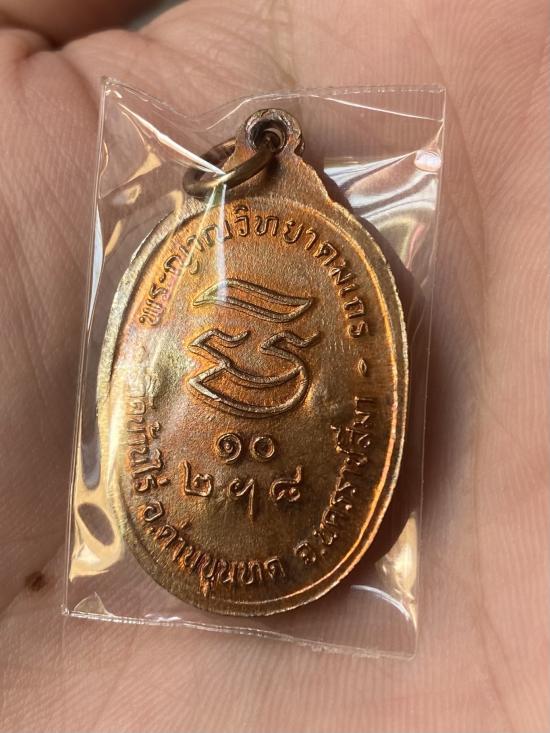 พระญาณวิทยาคมเถร
๑๐
๒ ๆ ๘
วัดบ้านไร่ อ.ด่านขุนทด จ.นครราชสีมา